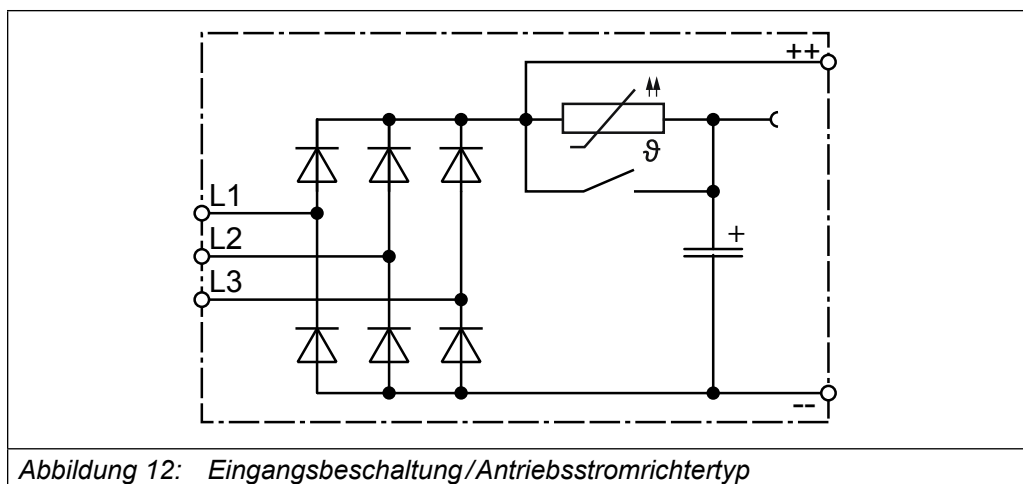 ++
ϑ
L1
L2
+
L3
--
Abbildung 12: Eingangsbeschaltung/Antriebsstromrichtertyp